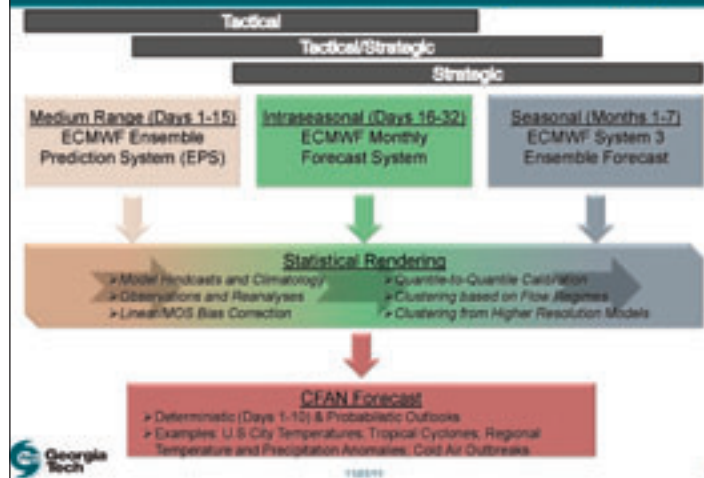 Tactical
Tactical/Strategic
Strategic
Medium Range (Days 1-15)
ECMWF Ensemble
Prediction System (EPS)
Intraseasonal (Days 16-32)
ECMWF Monthly
Forecast System
Seasonal (Months 1-7)
ECMWF System 3
Ensemble Forecast
Statistical Rendering
➢Model Hindcasts and Climatology
➢Observations and Reanalyses
➢Linear/MOS Bias Correction
➢Quantile-to-Quantile Calibration
➢Clustering based on Flow Regimes
➢Clustering from Higher Resolution Models
CFAN Forecast
➢Deterministic (Days 1-10) & Probabilistic Outlooks
➢Examples: U.S City Temperatures; Tropical Cyclones; Regional
Temperature and Precipitation Anomalies; Cold Air Outbreaks
Georgia
Tech